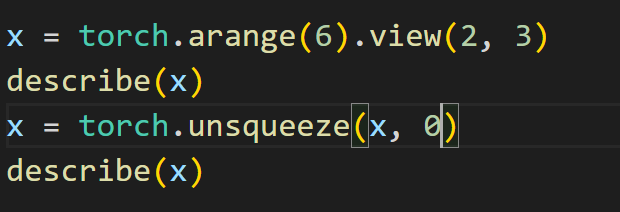 x = torch.arange(6).view(2, 3)
describe(x)
x = torch.unsqueeze(x, 0)
describe(x)